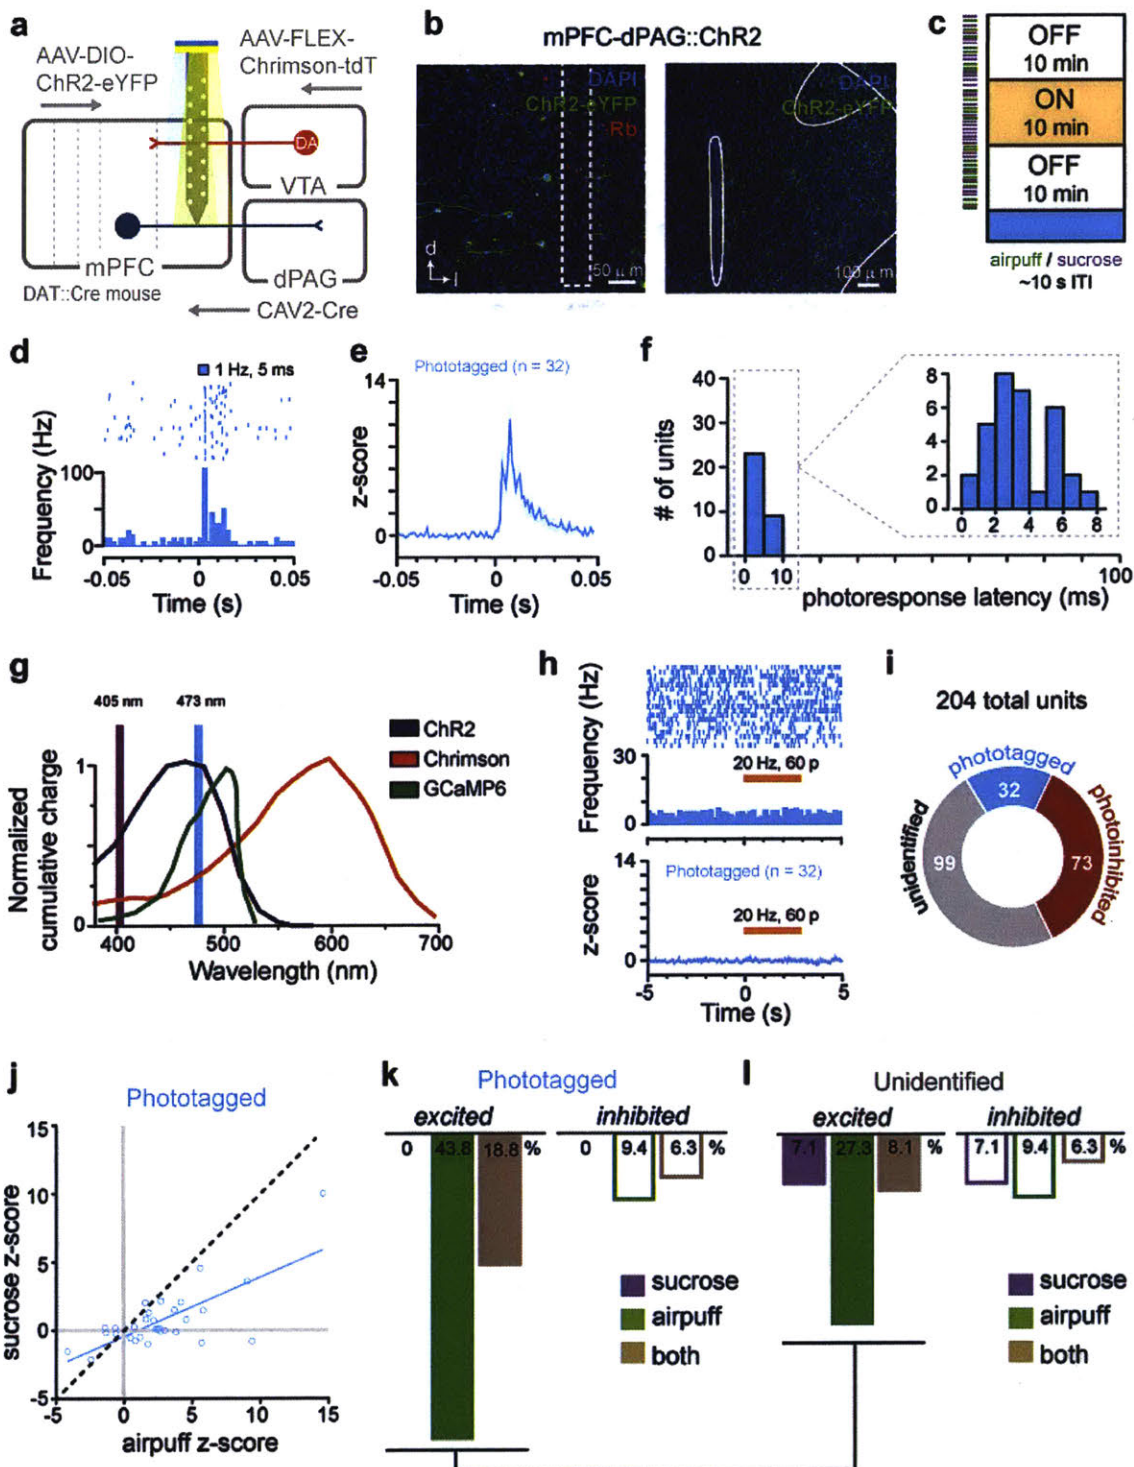 a
AAV-DIO-
ChR2-eYFP
AAV-FLEX-
Chrimson-tdT
DA
VTA
mPFC
dPAG
DAT::Cre mouse
CAV2-Cre
b
mPFC-dPAG::ChR2
DAPI
ChR2-eYFP
Rb
d
l
50 μm
DAPI
ChR2-eYFP
100 μm
c
OFF
10 min
ON
10 min
OFF
10 min
airpuff / sucrose
~10 s ITI
d
1 Hz, 5 ms
Frequency (Hz)
100
0
-0.05
0
0.05
Time (s)
e
Phototagged (n = 32)
z-score
14
0
-0.05
0
0.05
Time (s)
f
# of units
40
30
20
10
0
0
10
100
photoresponse latency (ms)
8
6
4
2
0
0
2
4
6
8
g
405 nm
473 nm
ChR2
Chrimson
GCaMP6
Normalized
cumulative charge
1
0
400
500
600
700
Wavelength (nm)
h
Frequency (Hz)
30
0
20 Hz, 60 p
z-score
14
0
Phototagged (n = 32)
20 Hz, 60 p
-5
0
5
Time (s)
i
204 total units
phototagged
32
photoinhibited
73
unidentified
99
j
Phototagged
sucrose z-score
15
10
5
0
-5
-5
0
5
10
15
airpuff z-score
k
Phototagged
excited
inhibited
0
43.8
18.8
%
0
9.4
6.3
%
sucrose
airpuff
both
l
Unidentified
excited
inhibited
7.1
27.3
8.1
%
7.1
9.4
6.3
%
sucrose
airpuff
both